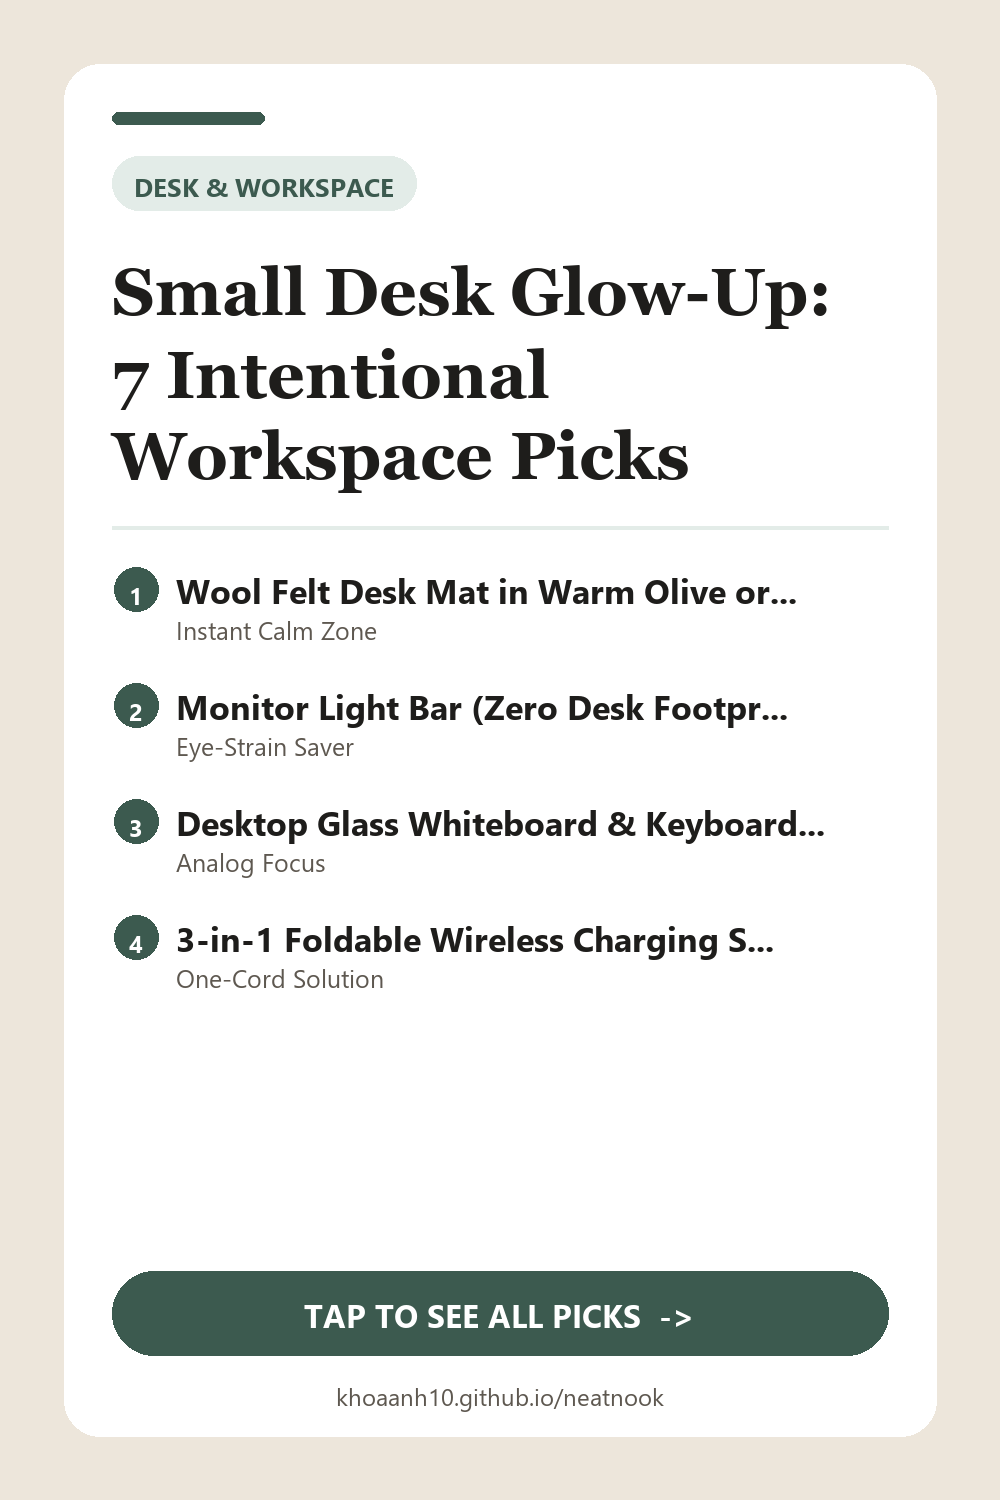 DESK & WORKSPACE
Small Desk Glow-Up:
7 Intentional
Workspace Picks
1 Wool Felt Desk Mat in Warm Olive or...
Instant Calm Zone
2 Monitor Light Bar (Zero Desk Footpr...
Eye-Strain Saver
3 Desktop Glass Whiteboard & Keyboard...
Analog Focus
4 3-in-1 Foldable Wireless Charging S...
One-Cord Solution
TAP TO SEE ALL PICKS ->
khoaanh10.github.io/neatnook